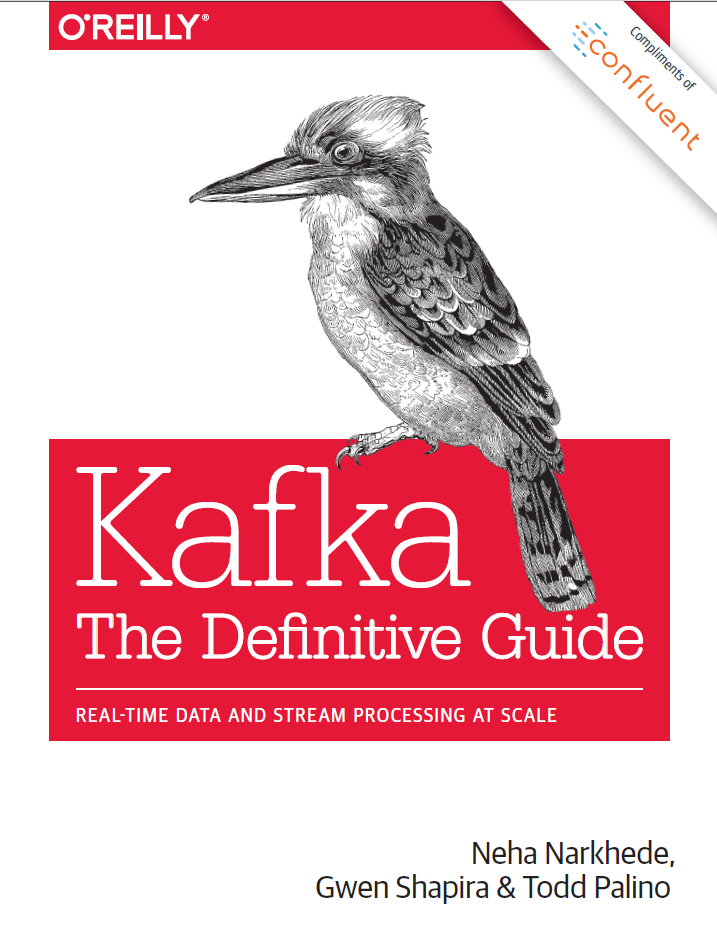 O'REILLY®
Compliments of
confluent
Kafka
The Definitive Guide
REAL-TIME DATA AND STREAM PROCESSING AT SCALE
Neha Narkhede,
Gwen Shapira & Todd Palino